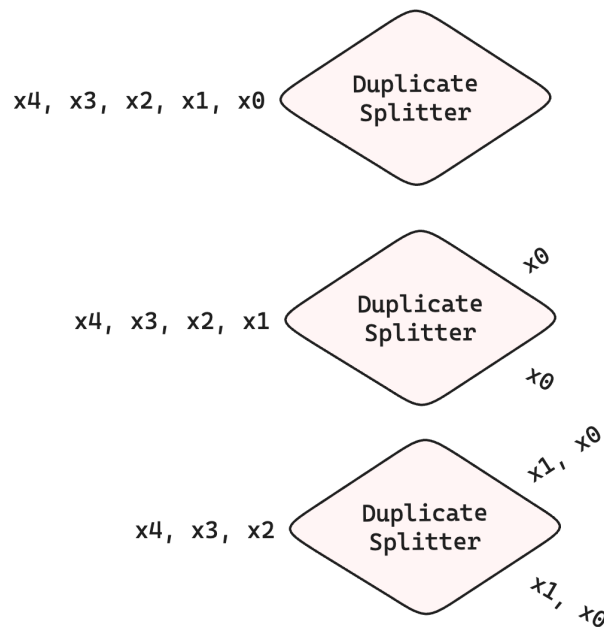 x4, x3, x2, x1, x0
Duplicate
Splitter
x0
x4, x3, x2, x1
Duplicate
Splitter
x0
x1, x0
x4, x3, x2
Duplicate
Splitter
x1, x0